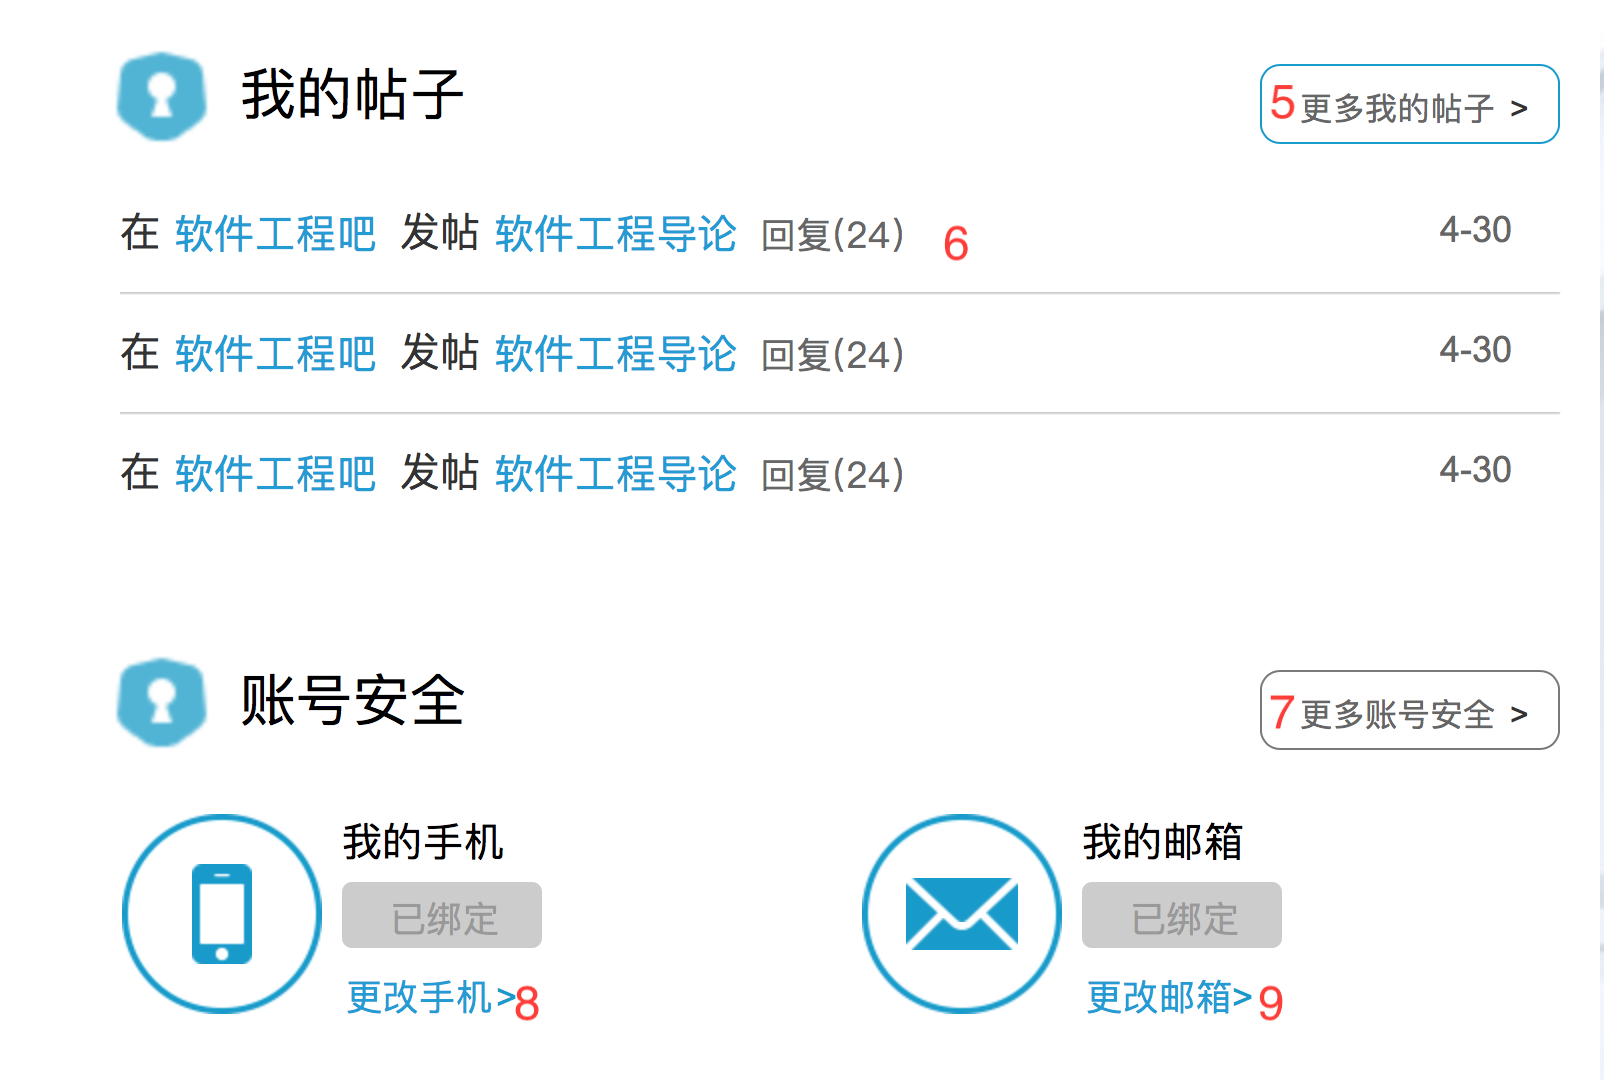 我的帖子
5更多我的帖子 >
在 软件工程吧 发帖 软件工程导论 回复(24) 6 4-30
在 软件工程吧 发帖 软件工程导论 回复(24) 4-30
在 软件工程吧 发帖 软件工程导论 回复(24) 4-30
账号安全
7更多账号安全 >
我的手机
已绑定
更改手机>8
我的邮箱
已绑定
更改邮箱>9